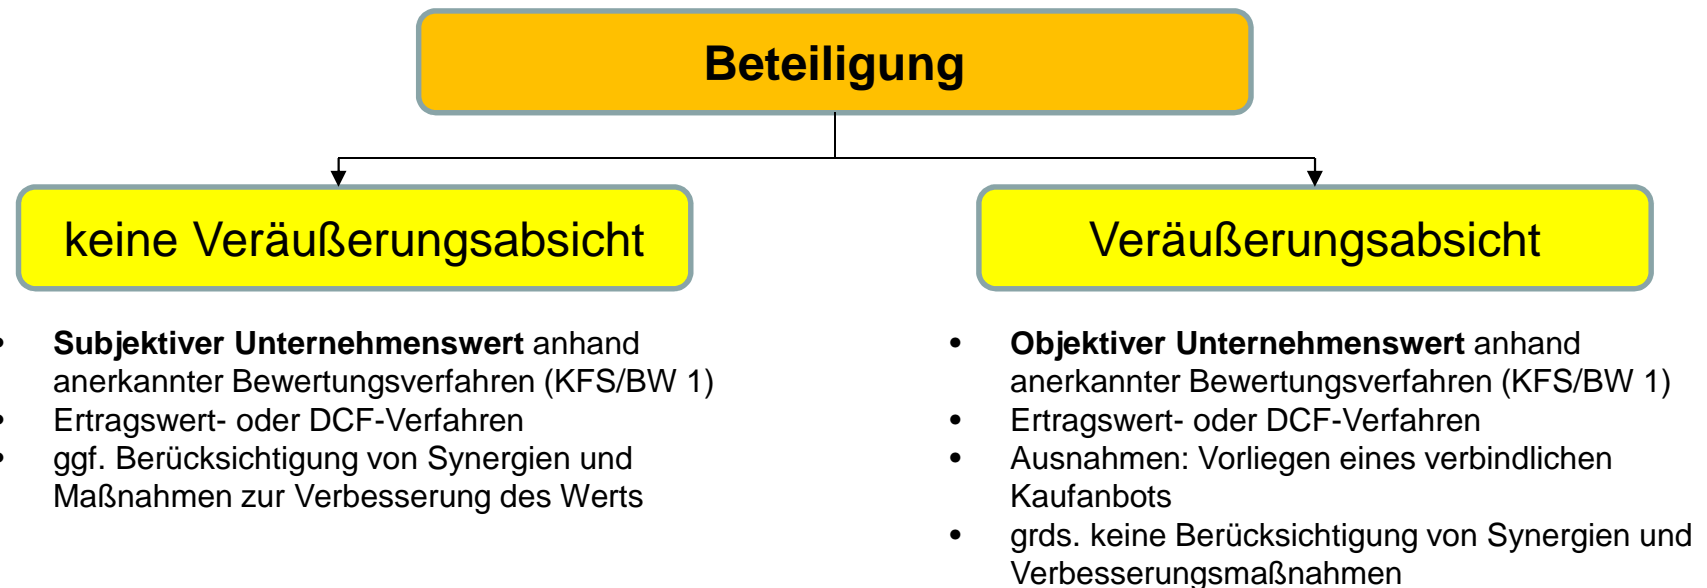 Beteiligung
keine Veräußerungsabsicht
• Subjektiver Unternehmenswert anhand
anerkannter Bewertungsverfahren (KFS/BW 1)
• Ertragswert- oder DCF-Verfahren
• ggf. Berücksichtigung von Synergien und
Maßnahmen zur Verbesserung des Werts
Veräußerungsabsicht
• Objektiver Unternehmenswert anhand
anerkannter Bewertungsverfahren (KFS/BW 1)
• Ertragswert- oder DCF-Verfahren
• Ausnahmen: Vorliegen eines verbindlichen
Kaufanbots
• grds. keine Berücksichtigung von Synergien und
Verbesserungsmaßnahmen